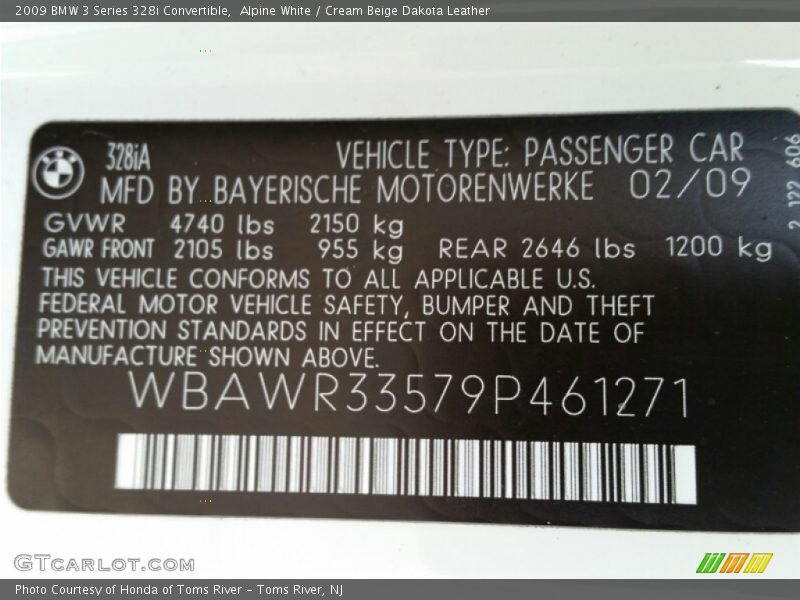 2009 BMW 3 Series 328i Convertible,  Alpine White / Cream Beige Dakota Leather
BMW
328iA
VEHICLE TYPE: PASSENGER CAR
MFD BY BAYERISCHE MOTORENWERKE 02/09
GVWR 4740 lbs 2150 kg
GAWR FRONT 2105 lbs 955 kg REAR 2646 lbs 1200 kg
THIS VEHICLE CONFORMS TO ALL APPLICABLE U.S.
FEDERAL MOTOR VEHICLE SAFETY, BUMPER AND THEFT
PREVENTION STANDARDS IN EFFECT ON THE DATE OF
MANUFACTURE SHOWN ABOVE.
WBAWR33579P461271
2 122 606
GTCARLOT.COM
Photo Courtesy of Honda of Toms River – Toms River, NJ